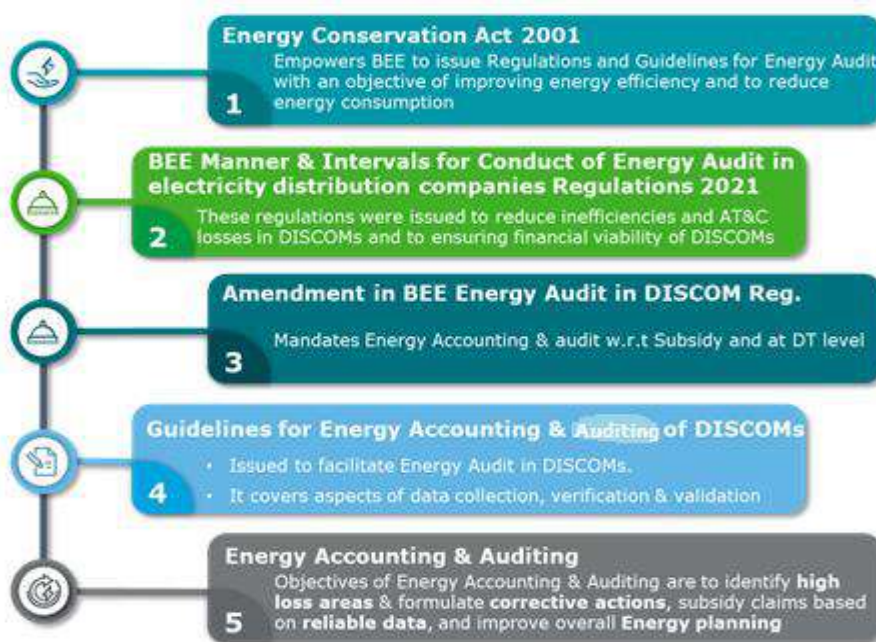 Energy Conservation Act 2001
Empowers BEE to issue Regulations and Guidelines for Energy Audit
with an objective of improving energy efficiency and to reduce
energy consumption
1
BEE Manner & Intervals for Conduct of Energy Audit in
electricity distribution companies Regulations 2021
These regulations were issued to reduce inefficiencies and AT&C
losses in DISCOMs and to ensuring financial viability of DISCOMs
2
Amendment in BEE Energy Audit in DISCOM Reg.
Mandates Energy Accounting & audit w.r.t Subsidy and at DT level
3
Guidelines for Energy Accounting & Auditing of DISCOMs
• Issued to facilitate Energy Audit in DISCOMs.
• It covers aspects of data collection, verification & validation
4
Energy Accounting & Auditing
Objectives of Energy Accounting & Auditing are to identify high
loss areas & formulate corrective actions, subsidy claims based
on reliable data, and improve overall Energy planning
5